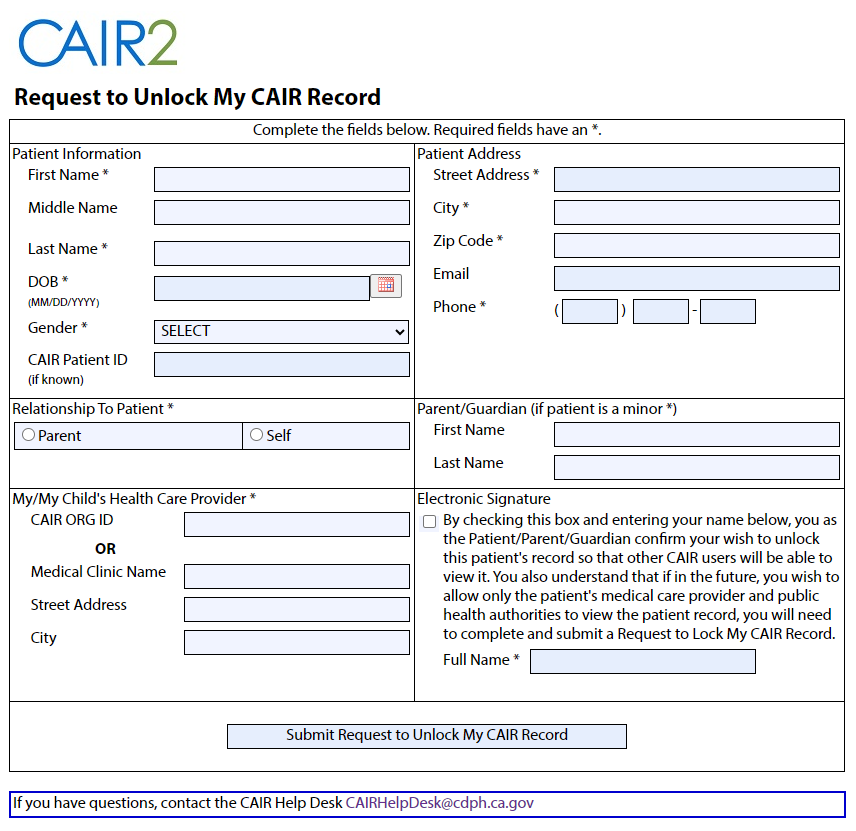 CAIR2
Request to Unlock My CAIR Record
Complete the fields below. Required fields have an *.
Patient Information
First Name *
Middle Name
Last Name *
DOB *
(MM/DD/YYYY)
Gender *
SELECT
CAIR Patient ID
(if known)
Patient Address
Street Address *
City *
Zip Code *
Email
Phone *
( ) -
Relationship To Patient *
Parent
Self
Parent/Guardian (if patient is a minor *)
First Name
Last Name
My/My Child's Health Care Provider *
CAIR ORG ID
OR
Medical Clinic Name
Street Address
City
Electronic Signature
By checking this box and entering your name below, you as
the Patient/Parent/Guardian confirm your wish to unlock
this patient's record so that other CAIR users will be able to
view it. You also understand that if in the future, you wish to
allow only the patient's medical care provider and public
health authorities to view the patient record, you will need
to complete and submit a Request to Lock My CAIR Record.
Full Name *
Submit Request to Unlock My CAIR Record
If you have questions, contact the CAIR Help Desk CAIRHelpDesk@cdph.ca.gov